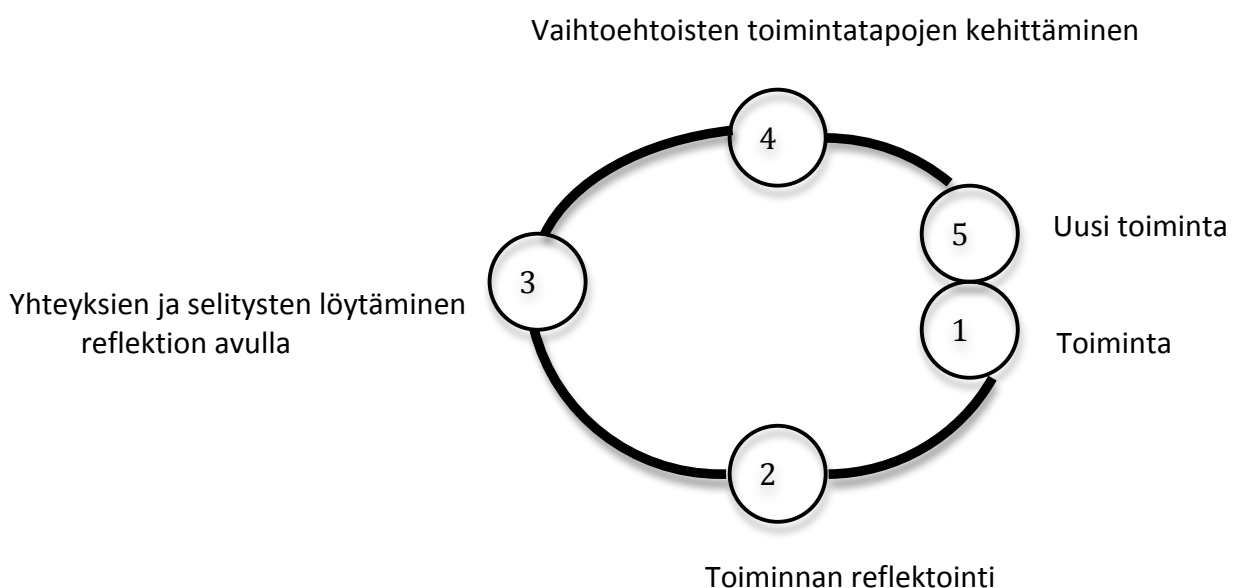 Vaihtoehtoisten toimintatapojen kehittäminen
4
5
Uusi toiminta
3
Yhteyksien ja selitysten löytäminen
reflektion avulla
1
Toiminta
2
Toiminnan reflektointi